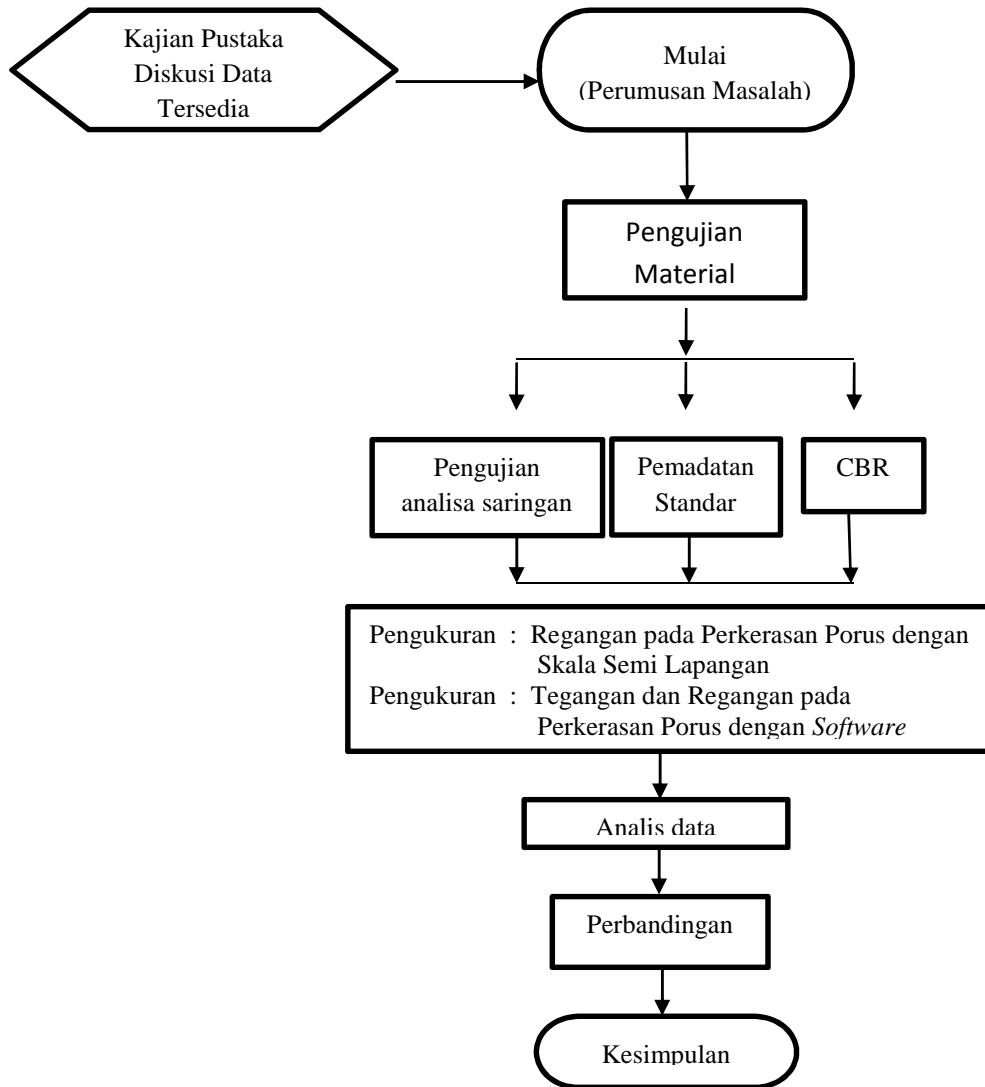 Kajian Pustaka
Diskusi Data
Tersedia
Mulai
(Perumusan Masalah)
Pengujian
Material
Pengujian
analisa saringan
Pemadatan
Standar
CBR
Pengukuran : Regangan pada Perkerasan Porus dengan
Skala Semi Lapangan
Pengukuran : Tegangan dan Regangan pada
Perkerasan Porus dengan Software
Analis data
Perbandingan
Kesimpulan